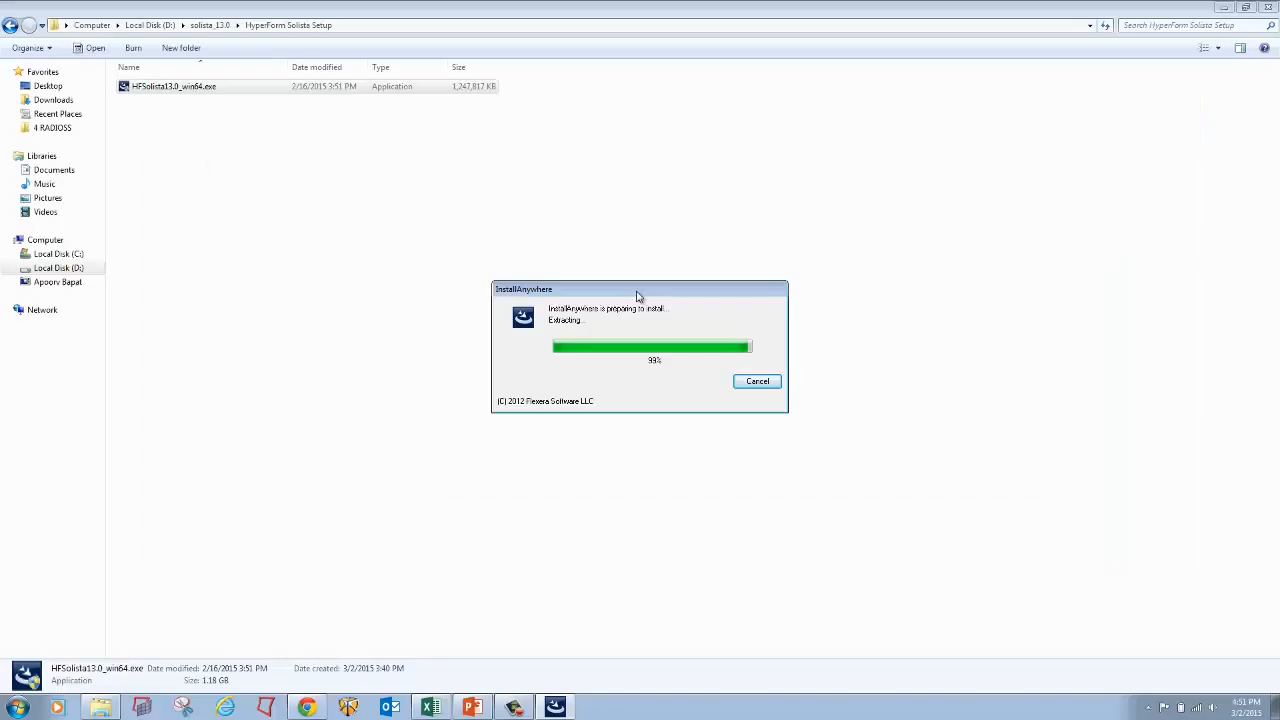 Computer
Local Disk (D:)
solista_13.0
HyperForm Solista Setup
Search HyperForm Solista Setup
Organize
Open
Burn
New folder
Name
Date modified
Type
Size
HFSolista13.0_win64.exe
2/16/2015 3:51 PM
Application
1,247,817 KB
Favorites
Desktop
Downloads
Recent Places
4 RADIOSS
Libraries
Documents
Music
Pictures
Videos
Computer
Local Disk (C:)
Local Disk (D:)
Apoorv Bapat
Network
InstallAnywhere
InstallAnywhere is preparing to install...
Extracting...
99%
Cancel
(C) 2012 Flexera Software LLC
HFSolista13.0_win64.exe Date modified: 2/16/2015 3:51 PM Date created: 3/2/2015 3:40 PM
Application Size: 1.18 GB
4:51 PM
3/2/2015